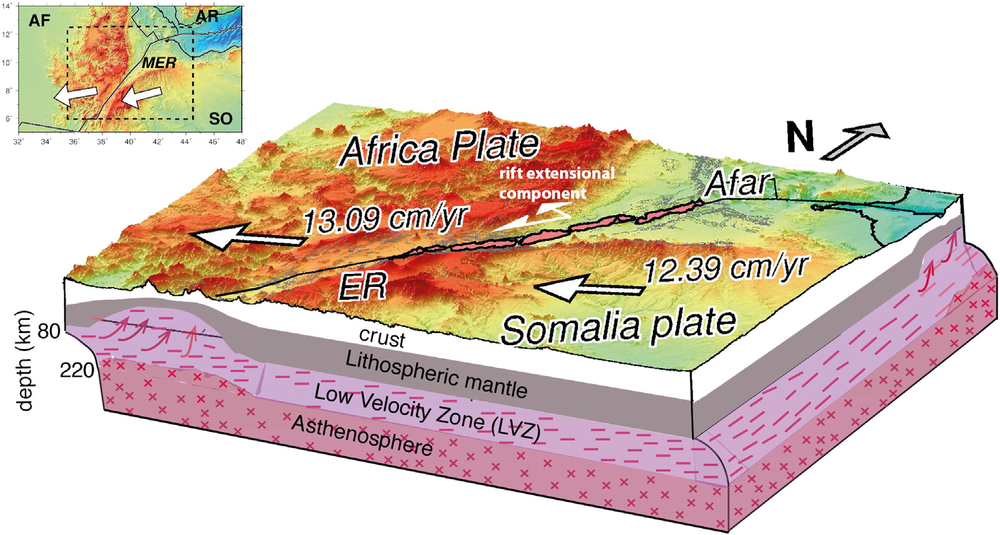 14˚
12˚
10˚
8˚
6˚
32˚ 34˚ 36˚ 38˚ 40˚ 42˚ 44˚ 46˚ 48˚
AF
AR
MER
SO
N
Africa Plate
rift extensional
component
Afar
13.09 cm/yr
12.39 cm/yr
ER
Somalia plate
crust
Lithospheric mantle
Low Velocity Zone (LVZ)
Asthenosphere
depth (km)
80
220